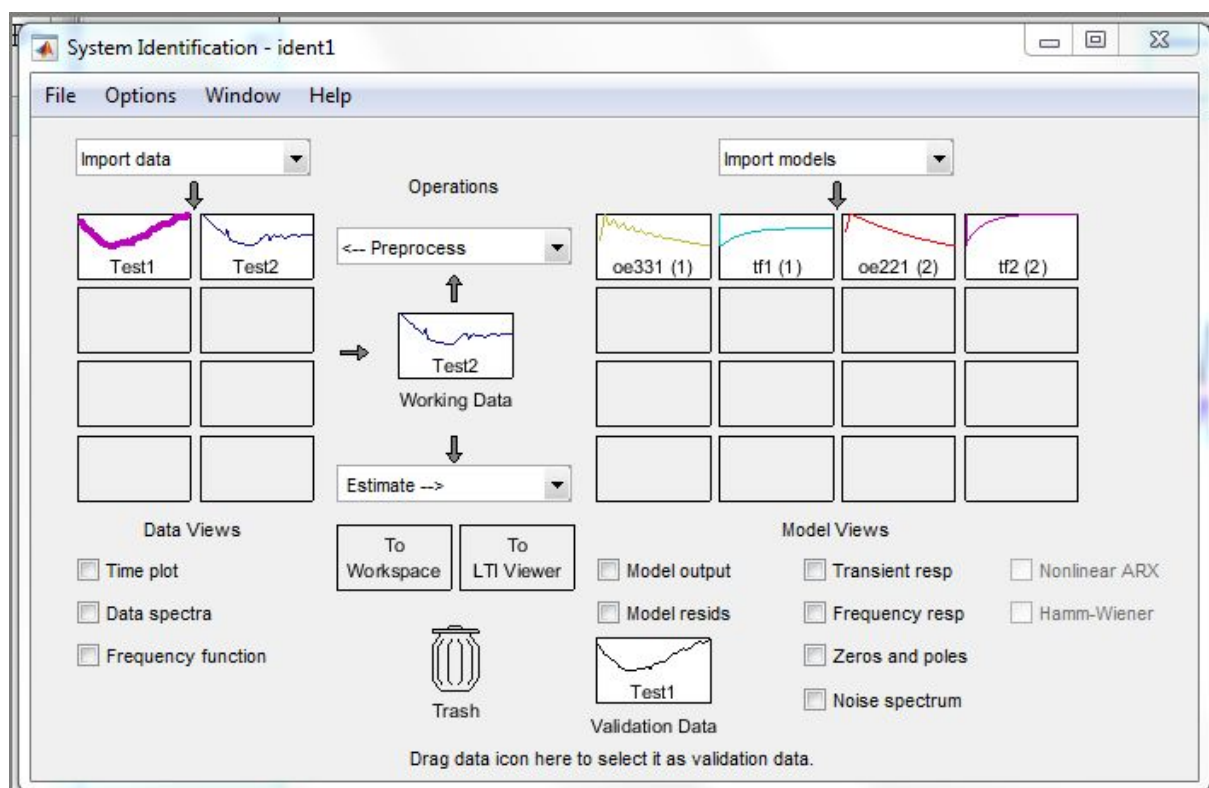 System Identification - ident1
File Options Window Help
Import data
Import models
Operations
Test1
Test2
<-- Preprocess
oe331 (1)
tf1 (1)
oe221 (2)
tf2 (2)
Test2
Working Data
Estimate -->
Data Views
Model Views
To
Workspace
To
LTI Viewer
Time plot
Model output
Transient resp
Nonlinear ARX
Data spectra
Model resids
Frequency resp
Hamm-Wiener
Frequency function
Zeros and poles
Test1
Noise spectrum
Trash
Validation Data
Drag data icon here to select it as validation data.